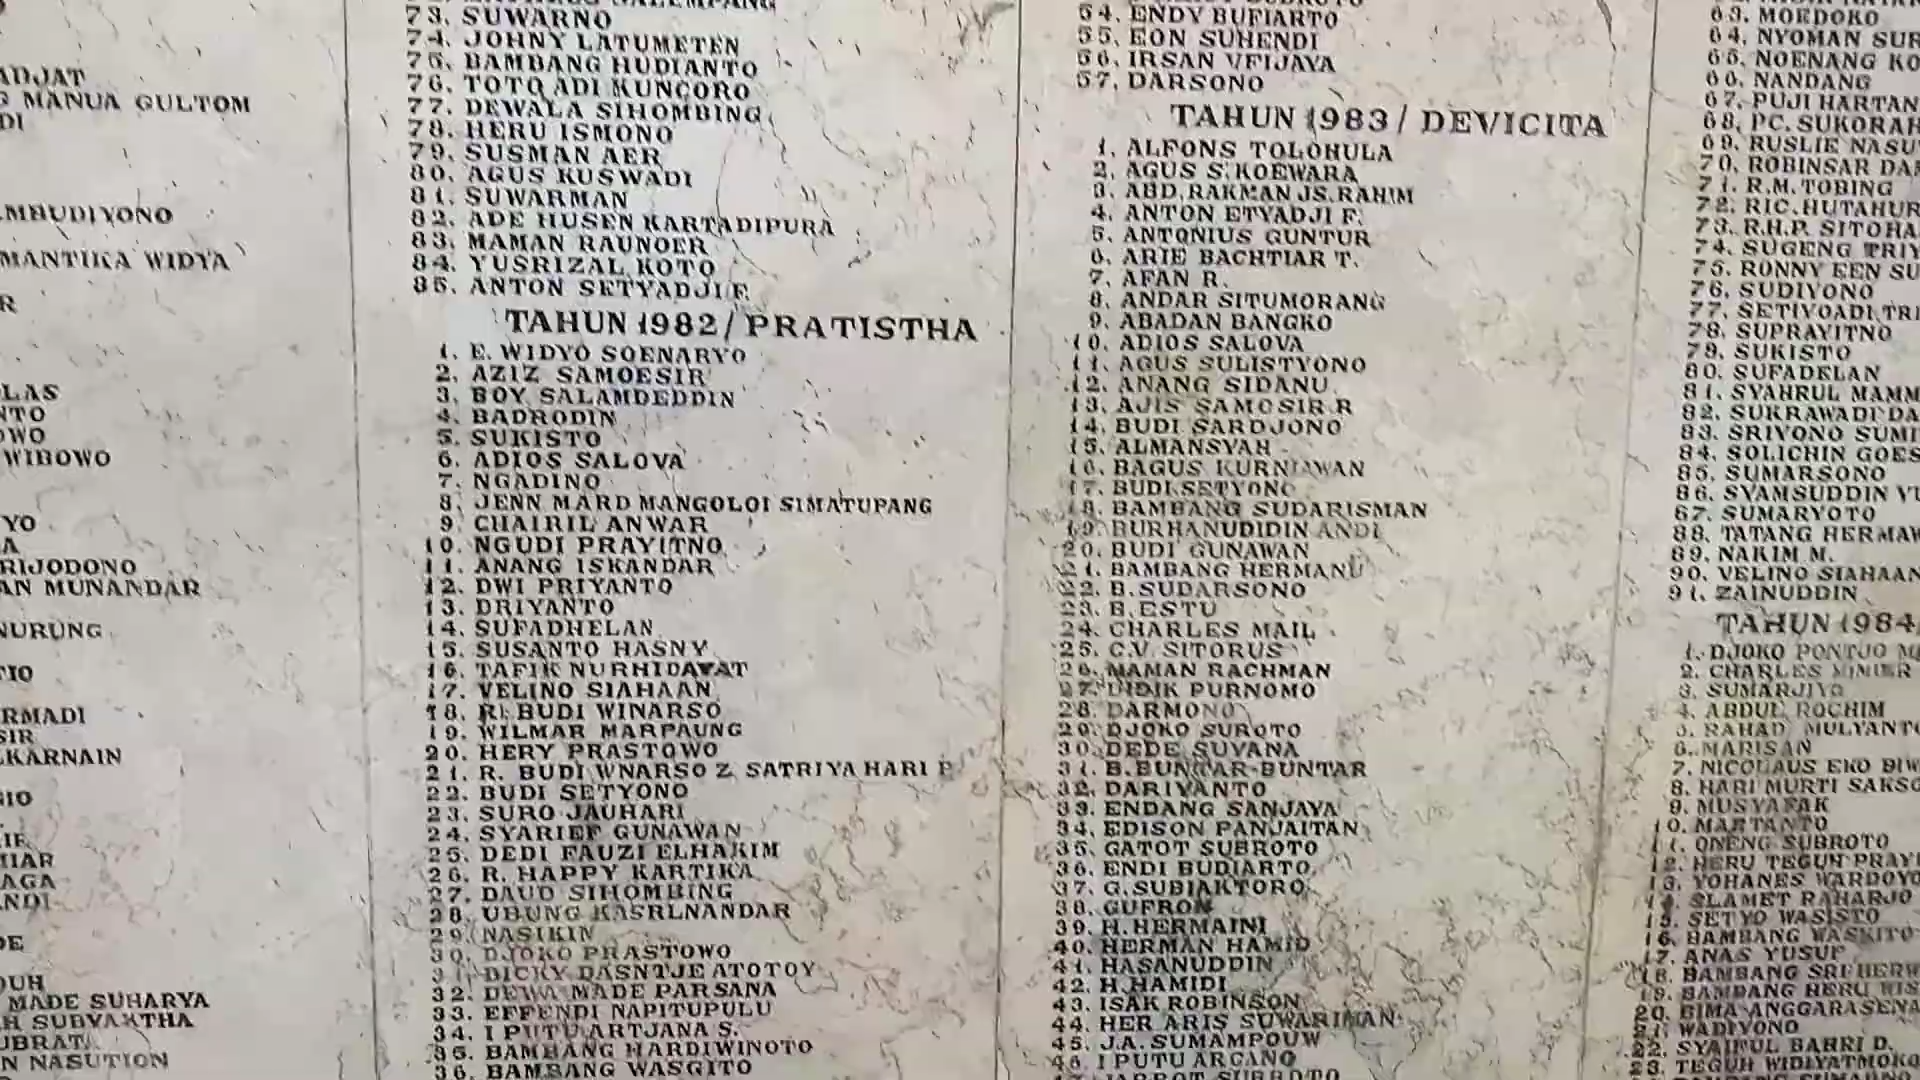 ADJAT
MANUA GULTOM
DI
MBUDIYONO
MANTIKA WIDYA
R
LAS
NTO
OWO
WIBOWO
YO
A
RIJODONO
AN MUNANDAR
NURUNG
TIO
RMADI
SIR
KARNAIN
GIO
MIAR
AGA
NDI
DE
OUH
MADE SUHARYA
H SUBYAKTHA
UBRATA
N NASUTION
73. SUWARNO
74. JOHNY LATUMETEN
75. BAMBANG HUDIANTO
76. TOTO ADI KUNCORO
77. DEWALA SIHOMBING
78. HERU ISMONO
79. SUSMAN AER
80. AGUS KUSWADI
81. SUWARMAN
82. ADE HUSEN KARTADIPURA
83. MAMAN RAUNOER
84. YUSRIZAL KOTO
85. ANTON SETYADJI F.
TAHUN 1982/ PRATISTHA
1. E. WIDYO SOENARYO
2. AZIZ SAMOESIR
3. BOY SALAMDEDDIN
4. BADRODIN
5. SUKISTO
6. ADIOS SALOVA
7. NGADINO
8. JENN MARD MANGOLOI SIMATUPANG
9. CHAIRIL ANWAR
10. NGUDI PRAYITNO
11. ANANG ISKANDAR
12. DWI PRIYANTO
13. DRIYANTO
14. SUFADHELAN
15. SUSANTO HASNY
16. TAFIK NURHIDAYAT
17. VELINO SIAHAAN
18. R. BUDI WINARSO
19. WILMAR MARPAUNG
20. HERY PRASTOWO
21. R. BUDI WNARSO Z SATRIYA HARI P
22. BUDI SETYONO
23. SURO JAUHARI
24. SYARIEF GUNAWAN
25. DEDI FAUZI ELHAKIM
26. R. HAPPY KARTIKA
27. DAUD SIHOMBING
28. UBUNG KASRLNANDAR
29. NASIKIN
30. DJOKO PRASTOWO
31. DICKY DASNTJE ATOTOY
32. DEWA MADE PARSANA
33. EFFENDI NAPITUPULU
34. I PUTU ARTJANA S.
35. BAMBANG HARDIWINOTO
36. BAMBANG WASGITO
54. ENDY BUFIARTO
55. EON SUHENDI
56. IRSAN VFIJAYA
57. DARSONO
TAHUN 1983/ DEVICITA
1. ALFONS TOLOHULA
2. AGUS S. KOEWARA
3. ABD. RAKMAN JS. RAHIM
4. ANTON ETYADJI F.
5. ANTONIUS GUNTUR
6. ARIE BACHTIAR T.
7. AFAN R.
8. ANDAR SITUMORANG
9. ABADAN BANGKO
10. ADIOS SALOVA
11. AGUS SULISTYONO
12. ANANG SIDANU
13. AJIS SAMOSIR R
14. BUDI SARDJONO
15. ALMANSYAH
16. BAGUS KURNIAWAN
17. BUDI SETYONO
18. BAMBANG SUDARISMAN
19. BURHANUDIDIN ANDI
20. BUDI GUNAWAN
21. BAMBANG HERMANU
22. B. SUDARSONO
23. B. ESTU
24. CHARLES MAIL
25. C.V. SITORUS
26. MAMAN RACHMAN
27. DIDIK PURNOMO
28. DARMONO
29. DJOKO SUROTO
30. DEDE SUYANA
31. B. BUNTAR-BUNTAR
32. DARIYANTO
33. ENDANG SANJAYA
34. EDISON PANJAITAN
35. GATOT SUBROTO
36. ENDI BUDIARTO
37. G. SUBIAKTORO
38. GUFRON
39. H. HERMAINI
40. HERMAN HAMID
41. HASANUDDIN
42. H. HAMIDI
43. ISAK ROBINSON
44. HER ARIS SUWARIMAN
45. J.A. SUMAMPOUW
46. I PUTU ARGANO
63. MOEDOKO
64. NYOMAN SUR
65. NOENANG KO
66. NANDANG
67. PUJI HARTAN
68. PC. SUKORAH
69. RUSLIE NASU
70. ROBINSAR DA
71. R.M. TOBING
72. RIC. HUTAHUR
73. R.H.P. SITOHA
74. SUGENG TRIY
75. RONNY EEN SU
76. SUDIYONO
77. SETIYOADI TRI
78. SUPRAYITNO
79. SUKISTO
80. SUFADELAN
81. SYAHRUL MAMM
82. SUKRAWADI DA
83. SRIYONO SUMI
84. SOLICHIN GOES
85. SUMARSONO
86. SYAMSUDDIN YU
87. SUMARYOTO
88. TATANG HERMAW
89. NAKIM M.
90. VELINO SIAHAAN
91. ZAINUDDIN
TAHUN 1984/
1. DJOKO PONTJO
2. CHARLES
3. SUMARJIYO
4. ABDUL ROCHIM
5. RAHAD MULYANTO
6. MARISAN
7. NICOLAUS EKO BIW
8. HARI MURTI SAKSO
9. MUSYAFAK
10. MARTANTO
11. ONENG SUBROTO
12. HERU TEGUH PRAYI
13. YOHANES WARDOYO
14. SLAMET RAHARJO
15. SETYO WASISTO
16. BAMBANG WASKITO
17. ANAS YUSUF
18. BAMBANG SRI HERW
19. BAMBANG HERU WIS
20. BIMA ANGGARASENA
21. WADIYONO
22. SYAIFUL BAHRI D.
23. TEGUH WIDIYATMOKO